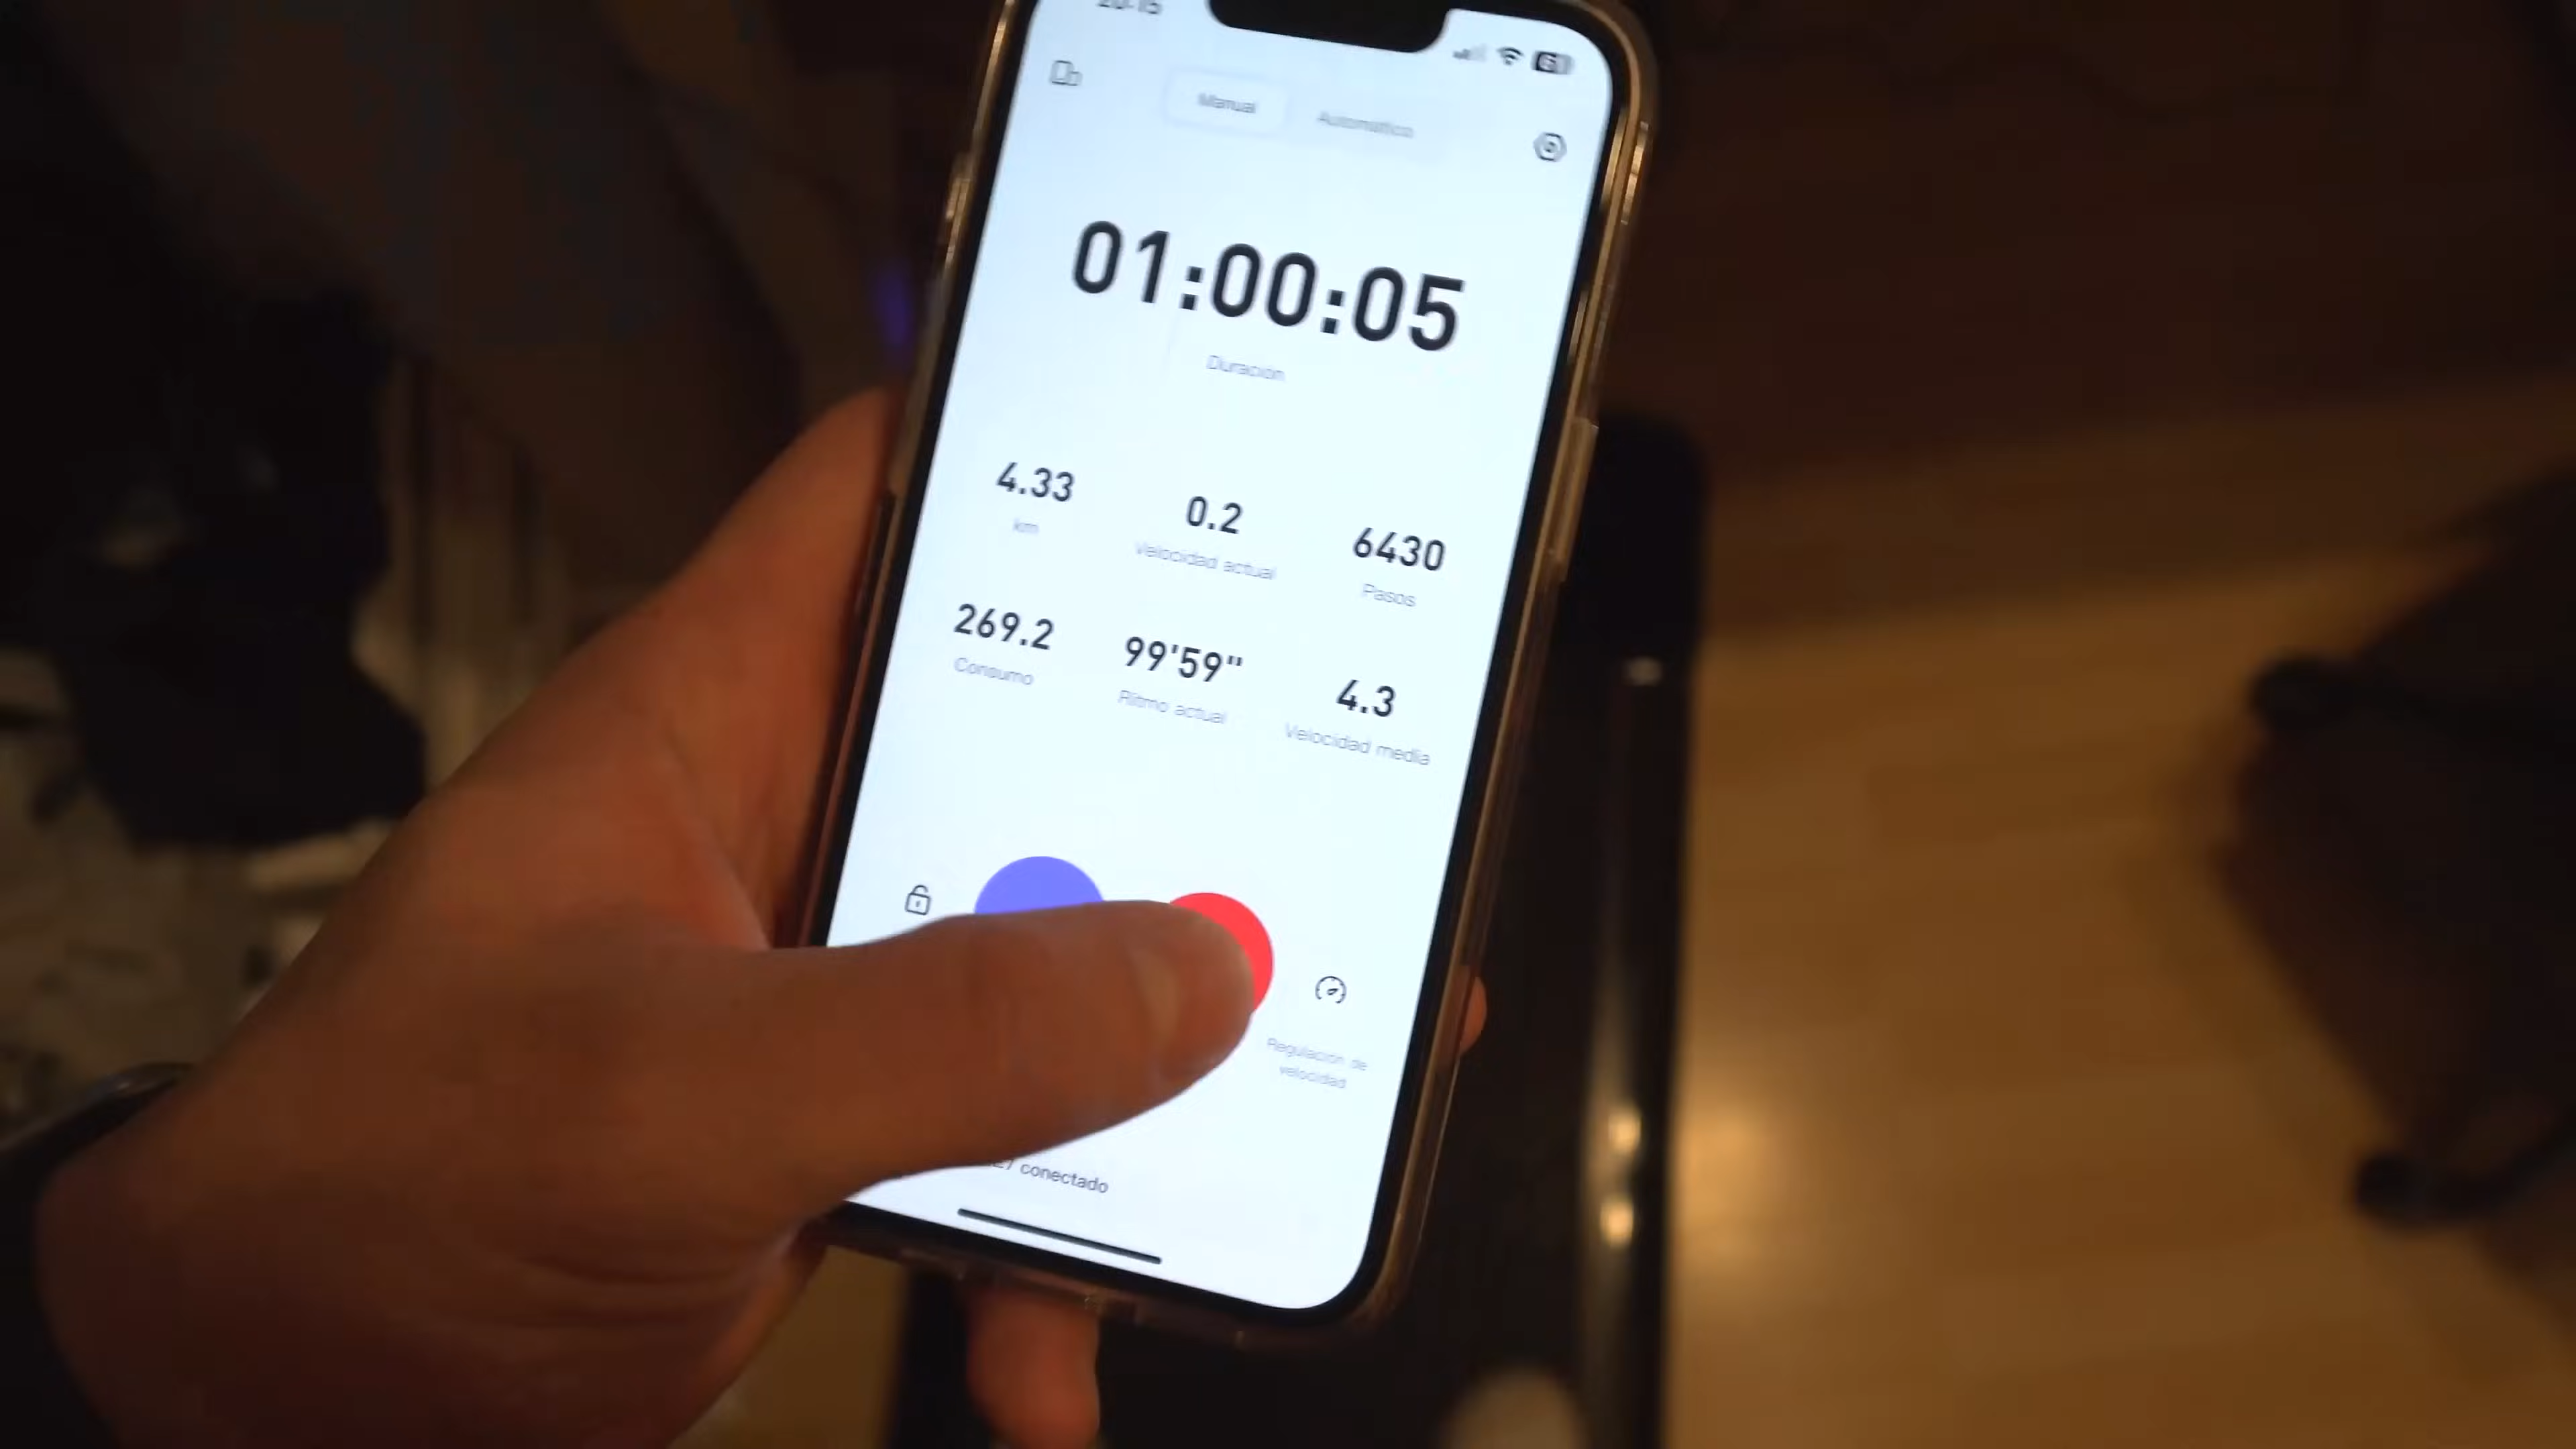 Manual
Automático
01:00:05
Duración
4.33
km
0.2
Velocidad actual
6430
Pasos
269.2
Consumo
99'59"
Ritmo actual
4.3
Velocidad media
Regulación de
velocidad
conectado